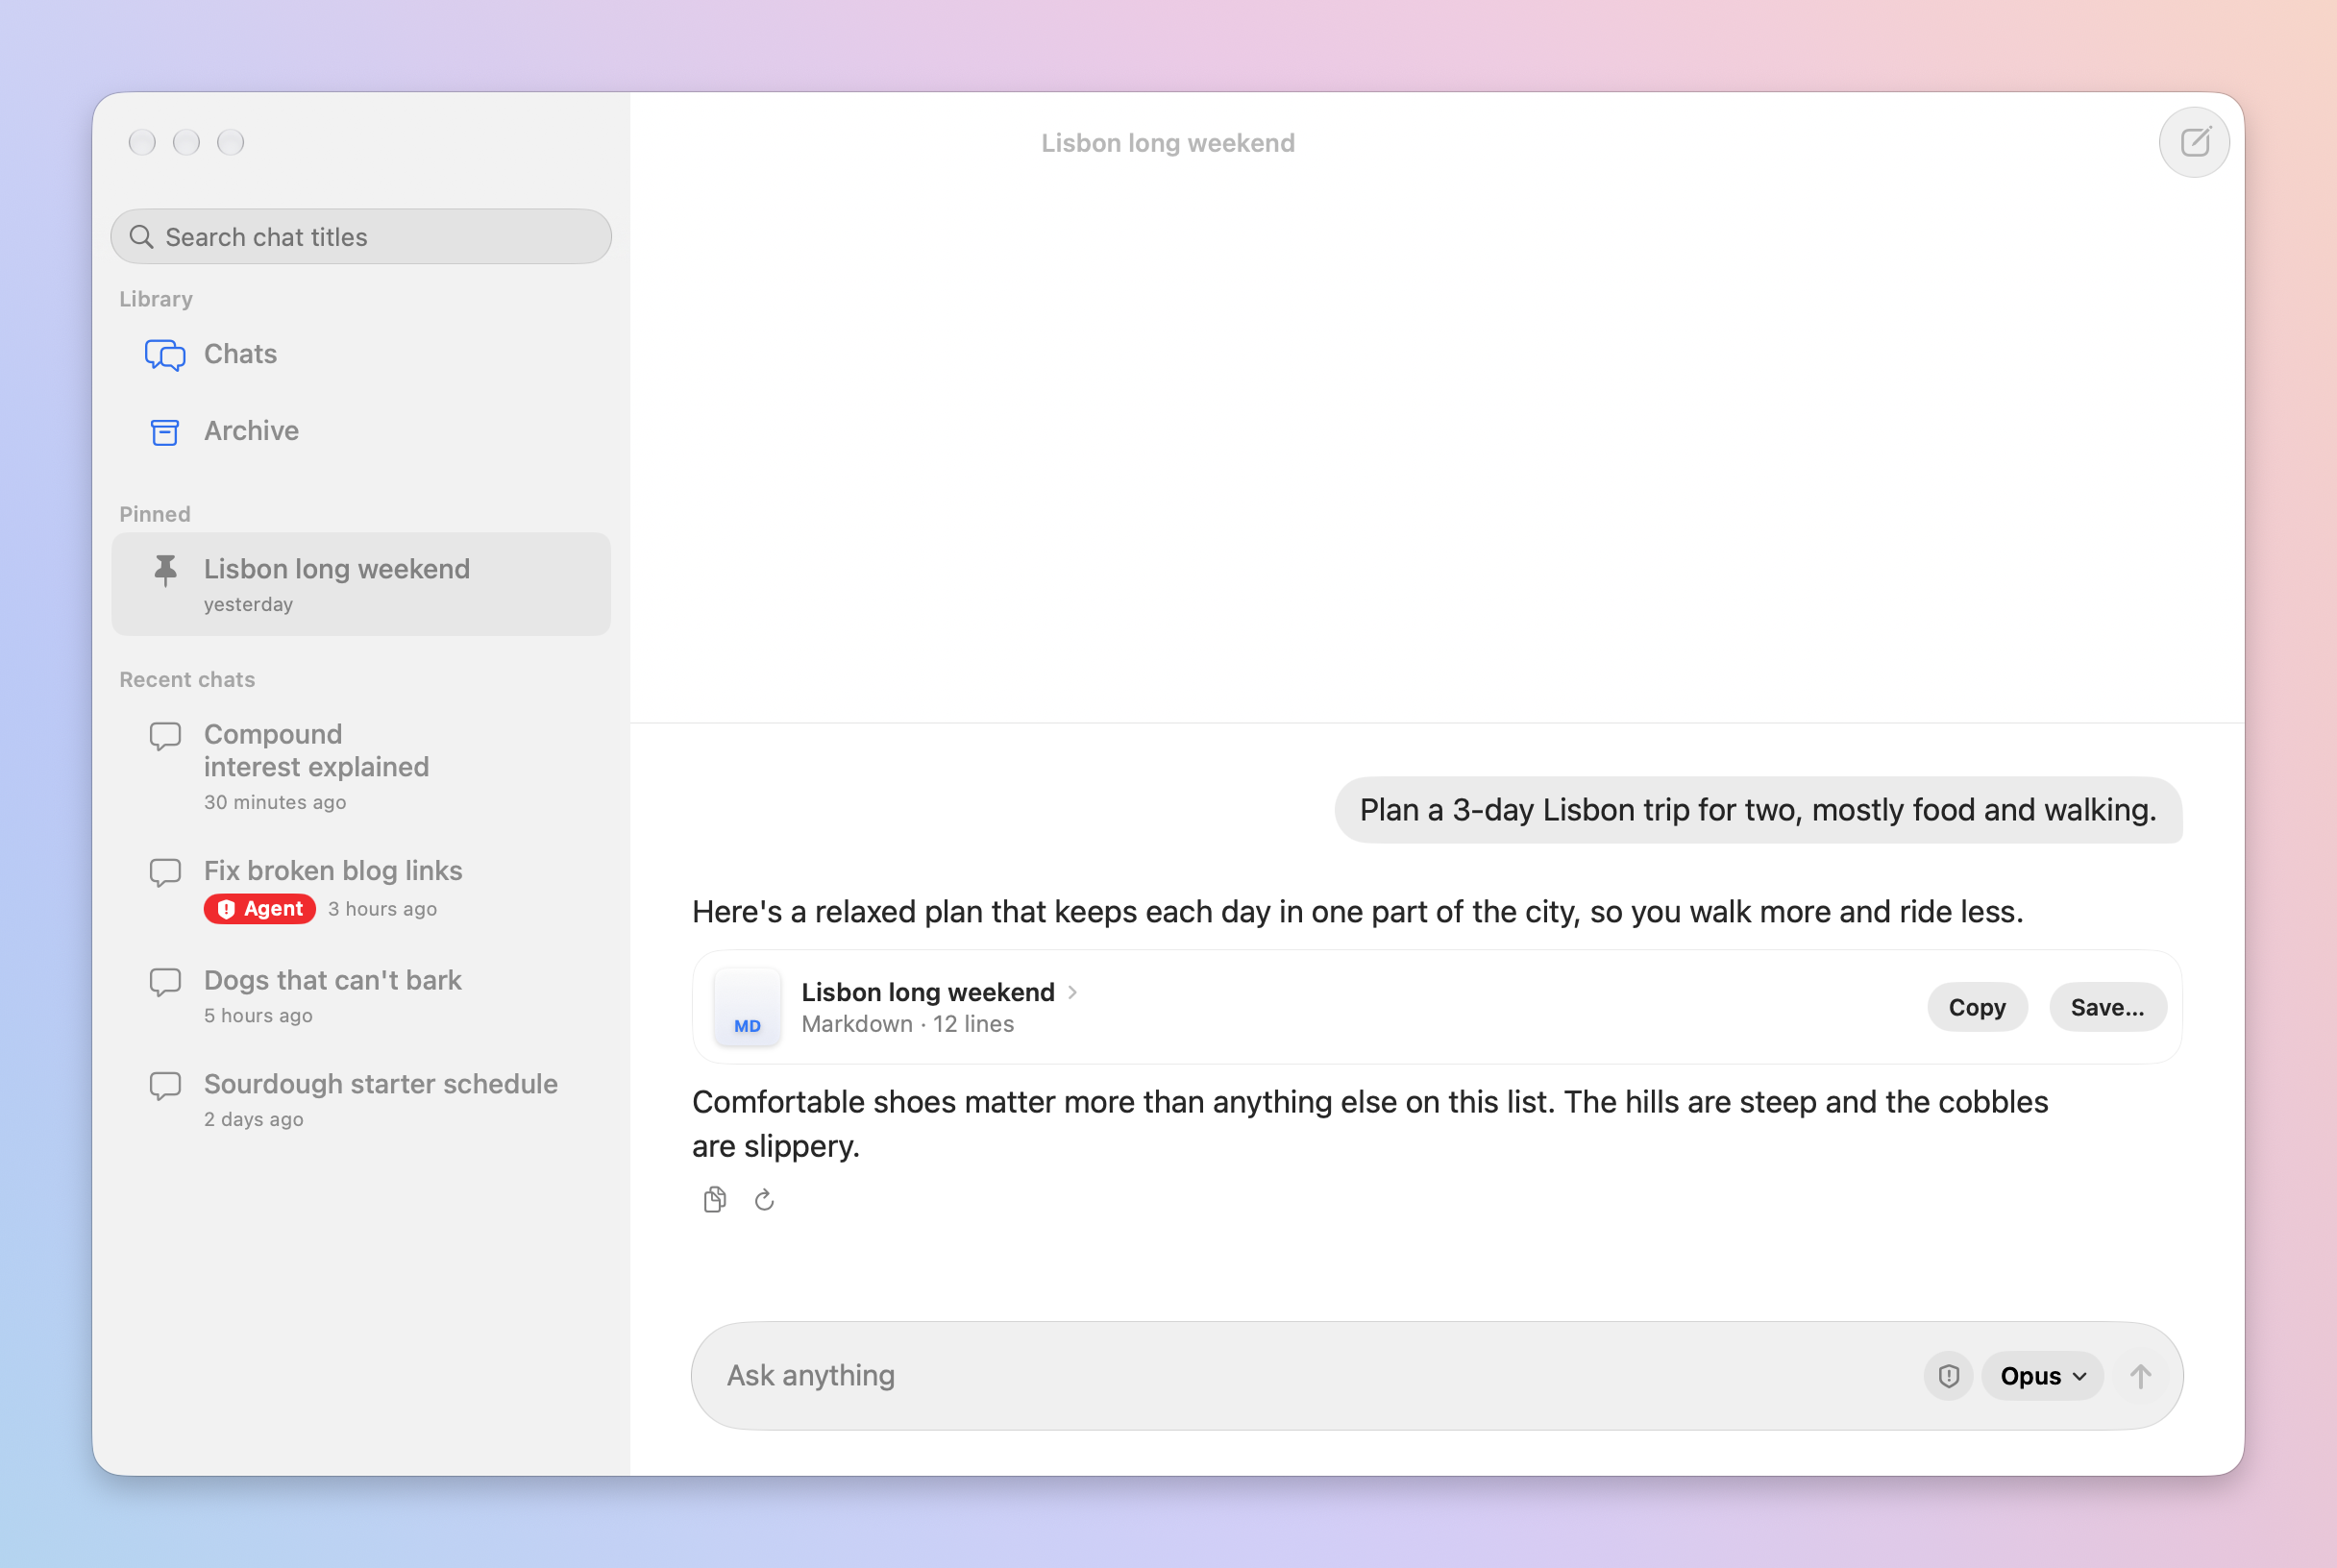 Lisbon long weekend
Search chat titles
Library
Chats
Archive
Pinned
Lisbon long weekend
yesterday
Recent chats
Compound
interest explained
30 minutes ago
Fix broken blog links
Agent 3 hours ago
Dogs that can't bark
5 hours ago
Sourdough starter schedule
2 days ago
Plan a 3-day Lisbon trip for two, mostly food and walking.
Here's a relaxed plan that keeps each day in one part of the city, so you walk more and ride less.
MD
Lisbon long weekend
Markdown · 12 lines
Copy
Save...
Comfortable shoes matter more than anything else on this list. The hills are steep and the cobbles
are slippery.
Ask anything
Opus